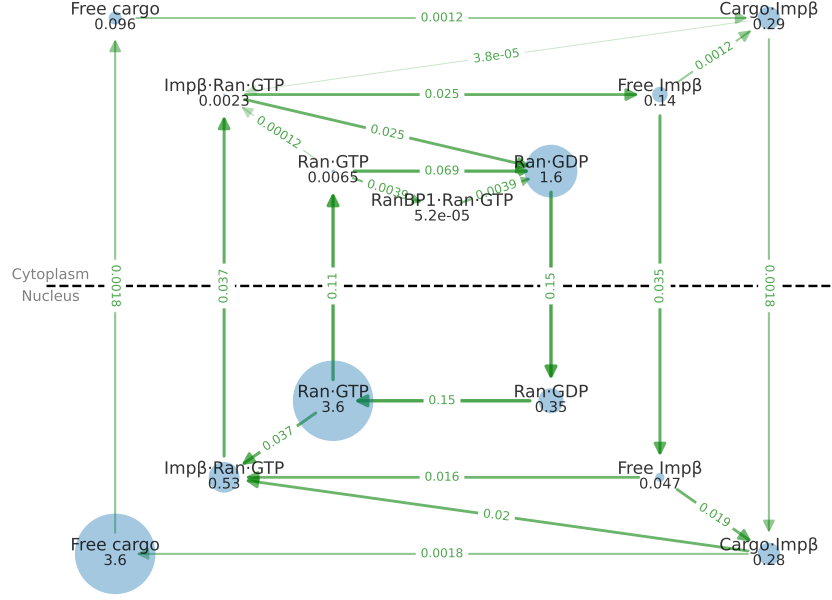 Free cargo
0.096
0.0012
Cargo·Impβ
0.29
3.8e-05
0.0012
Impβ·Ran·GTP
0.0023
0.025
Free Impβ
0.14
0.00012
0.025
Ran·GTP
0.0065
0.069
Ran·GDP
1.6
0.0039
0.0039
RanBP1·Ran·GTP
5.2e-05
Cytoplasm
Nucleus
0.0018
0.037
0.11
0.15
0.035
0.0018
Ran·GTP
3.6
0.15
Ran·GDP
0.35
0.037
Impβ·Ran·GTP
0.53
0.016
Free Impβ
0.047
0.02
0.019
Free cargo
3.6
0.0018
Cargo·Impβ
0.28